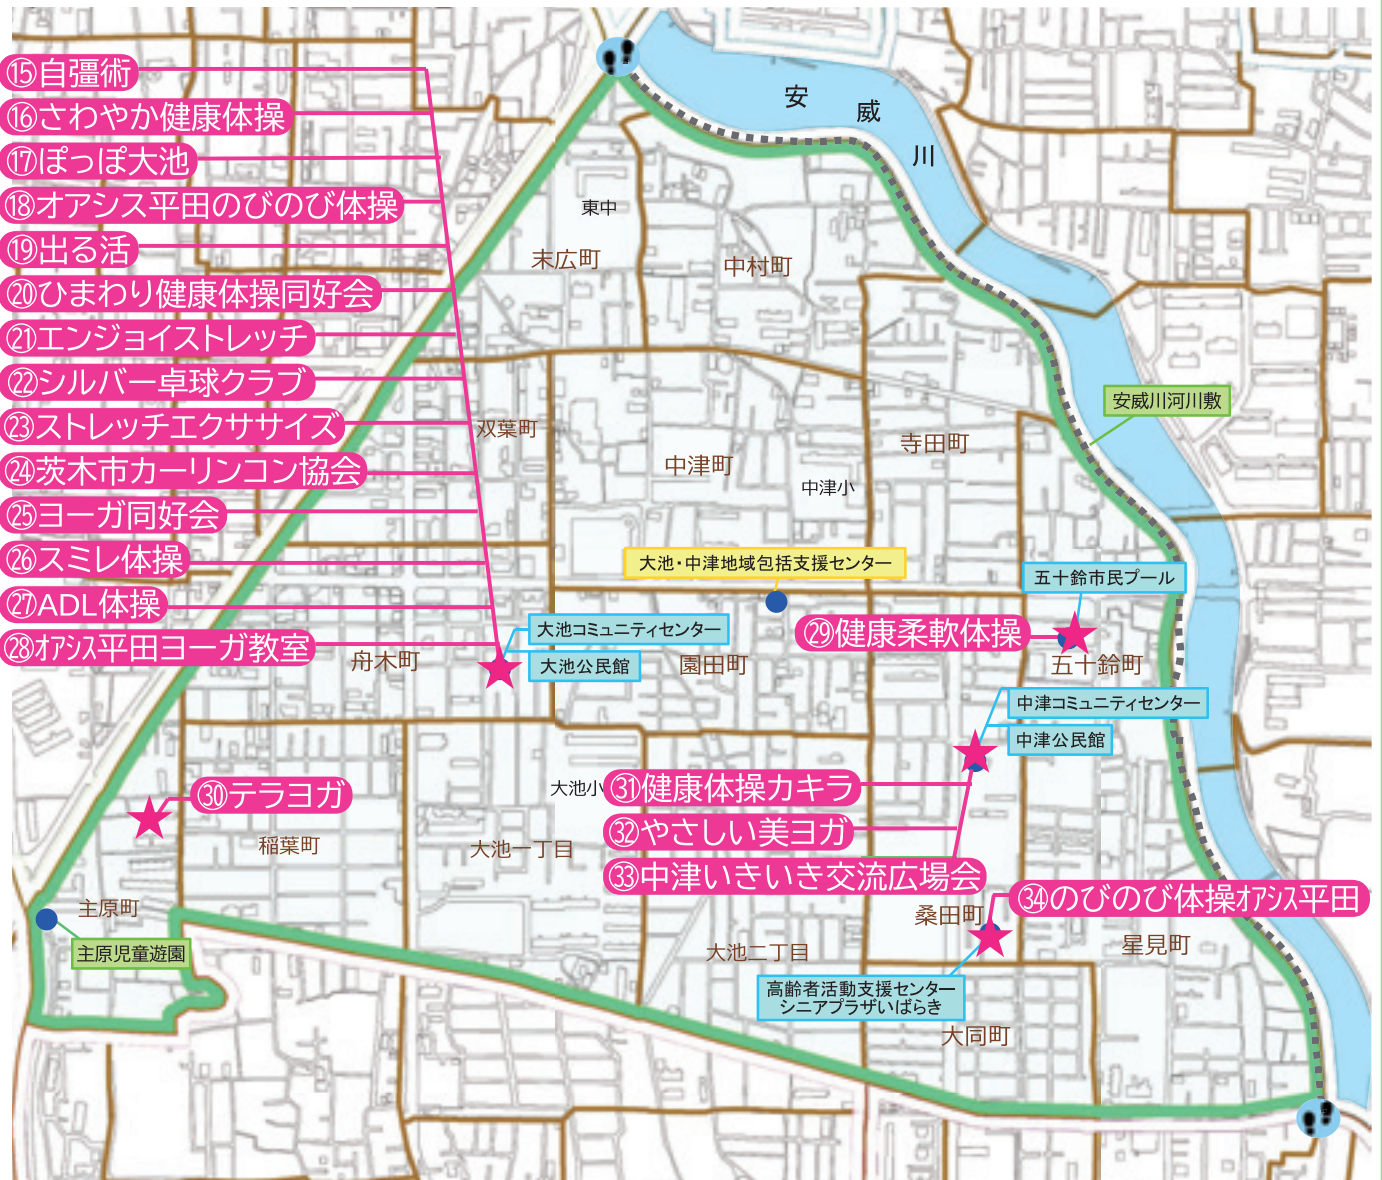 安威川
⑮自彊術
⑯さわやか健康体操
⑰ぽっぽ大池
⑱オアシス平田のびのび体操
⑲出る活
⑳ひまわり健康体操同好会
㉑エンジョイストレッチ
㉒シルバー卓球クラブ
㉓ストレッチエクササイズ
㉔茨木市カーリンコン協会
㉕ヨーガ同好会
㉖スミレ体操
㉗ADL体操
㉘オアシス平田ヨーガ教室
東中
末広町
中村町
安威川河川敷
双葉町
中津町
寺田町
中津小
大池・中津地域包括支援センター
五十鈴市民プール
大池コミュニティセンター
大池公民館
㉙健康柔軟体操
舟木町
園田町
五十鈴町
中津コミュニティセンター
中津公民館
㉚テラヨガ
大池小
㉛健康体操カキラ
㉜やさしい美ヨガ
㉝中津いきいき交流広場会
稲葉町
大池一丁目
㉞のびのび体操オアシス平田
主原町
桑田町
主原児童遊園
大池二丁目
星見町
高齢者活動支援センター
シニアプラザいばらき
大同町